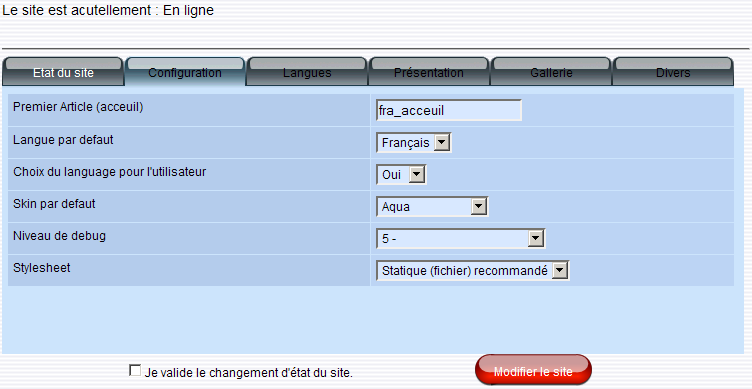 Le site est acutellement : En ligne
Etat du site Configuration Langues Présentation Gallerie Divers
Premier Article (acceuil) fra_acceuil
Langue par defaut Français
Choix du language pour l'utilisateur Oui
Skin par defaut Aqua
Niveau de debug 5 -
Stylesheet Statique (fichier) recommandé
Je valide le changement d'état du site. Modifier le site